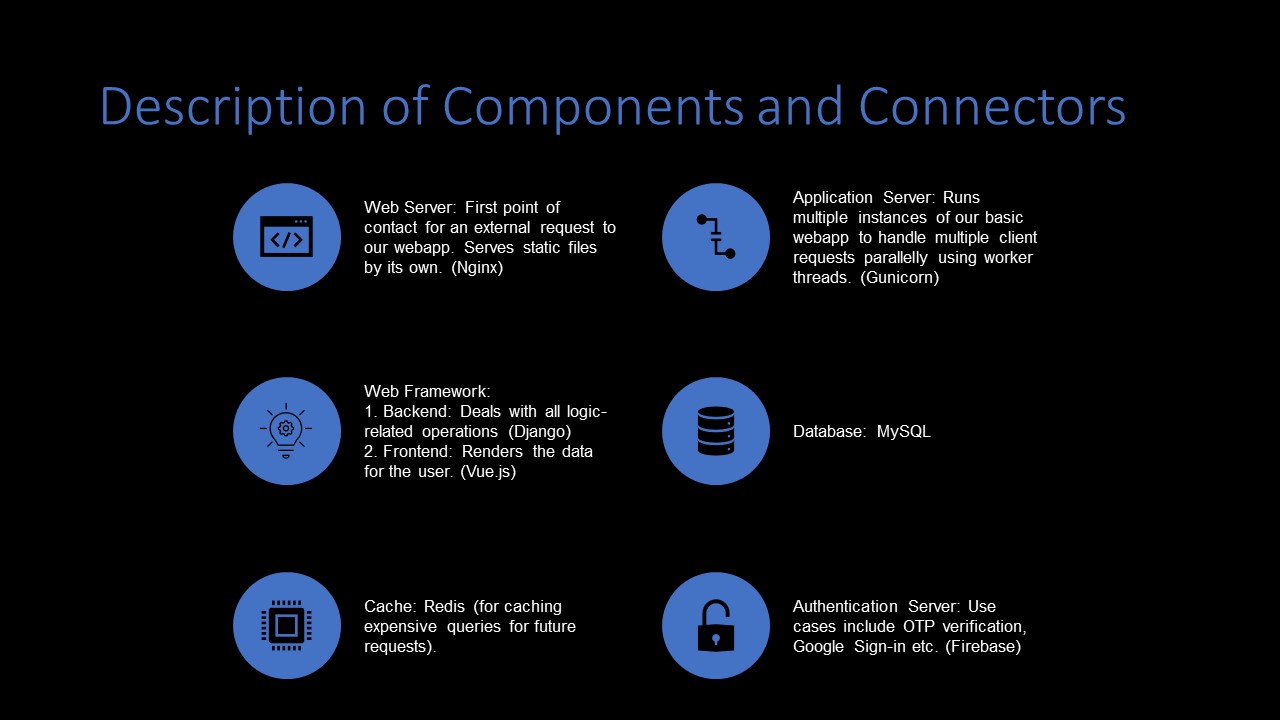 Description of Components and Connectors
Web Server: First point of
contact for an external request to
our webapp. Serves static files
by its own. (Nginx)
Application Server: Runs
multiple instances of our basic
webapp to handle multiple client
requests parallelly using worker
threads. (Gunicorn)
Web Framework:
1. Backend: Deals with all logic-
related operations (Django)
2. Frontend: Renders the data
for the user. (Vue.js)
Database: MySQL
Cache: Redis (for caching
expensive queries for future
requests).
Authentication Server: Use
cases include OTP verification,
Google Sign-in etc. (Firebase)